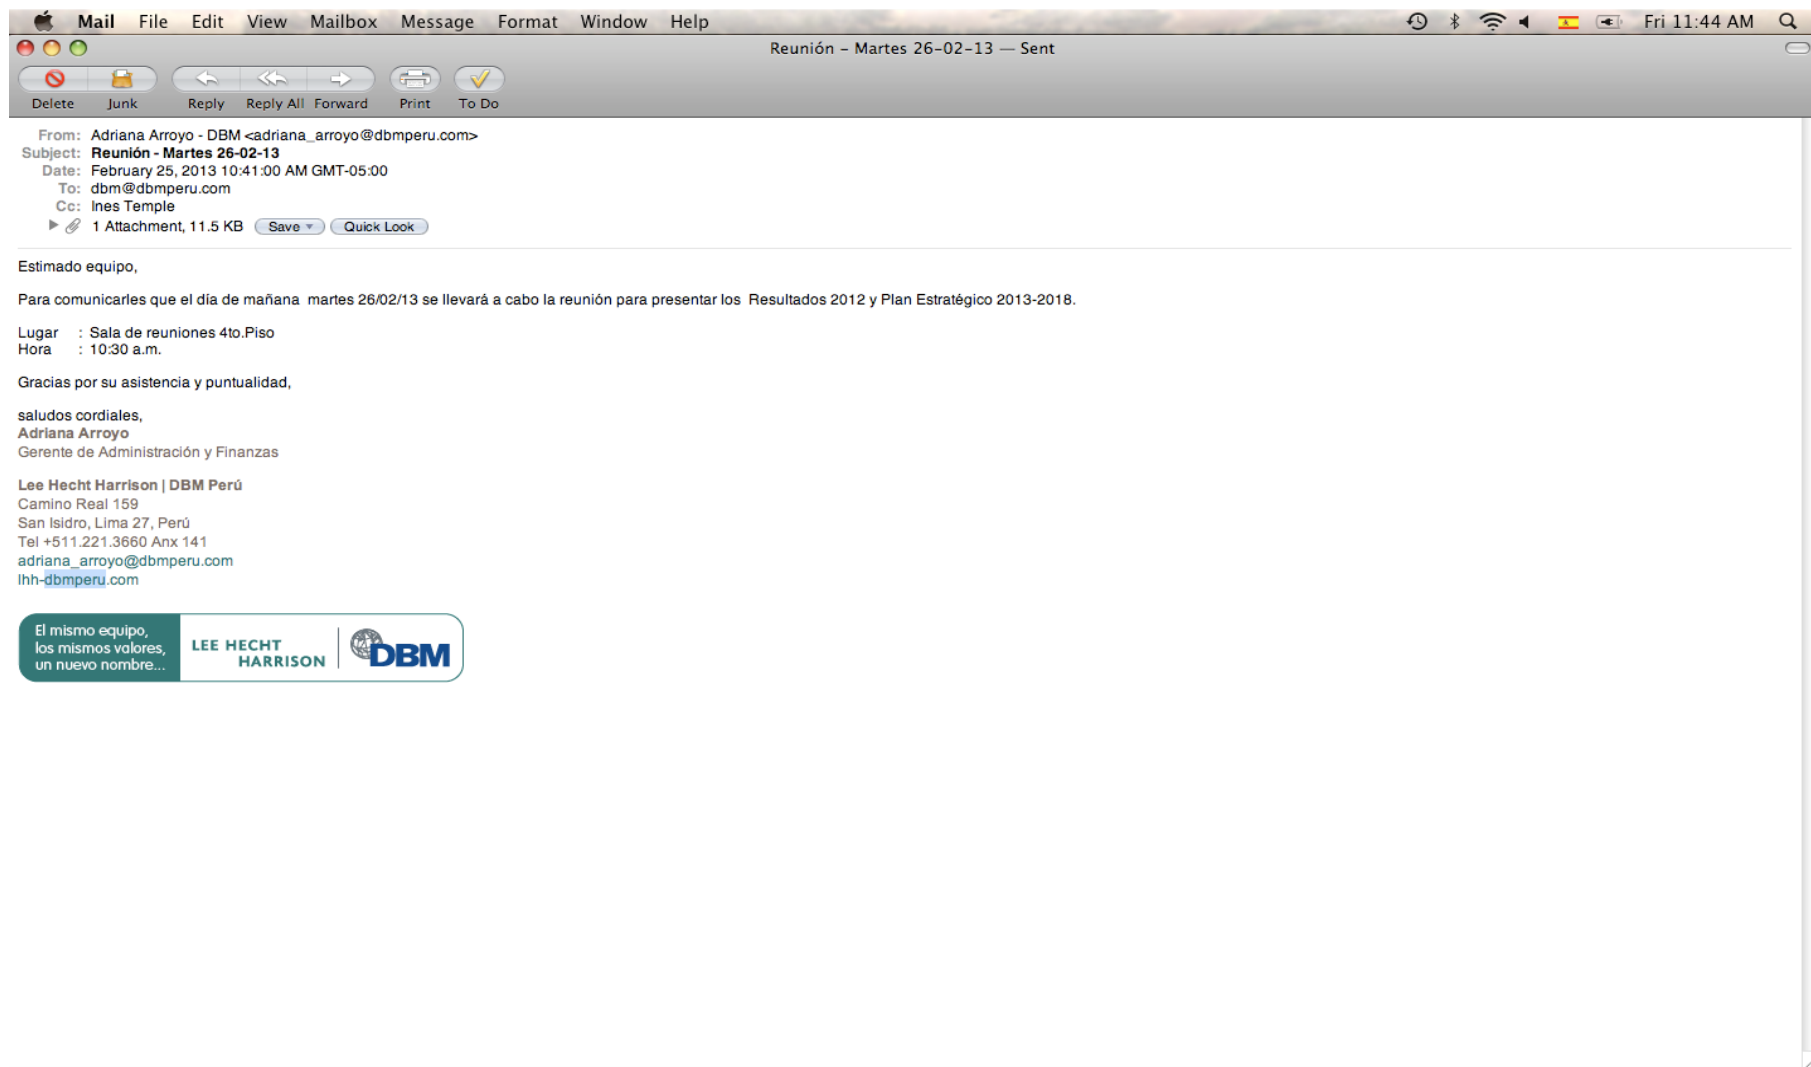 Mail File Edit View Mailbox Message Format Window Help Fri 11:44 AM
Reunión – Martes 26-02-13 — Sent
Delete Junk Reply Reply All Forward Print To Do
From: Adriana Arroyo - DBM <adriana_arroyo@dbmperu.com>
Subject: Reunión - Martes 26-02-13
Date: February 25, 2013 10:41:00 AM GMT-05:00
To: dbm@dbmperu.com
Cc: Ines Temple
1 Attachment, 11.5 KB Save Quick Look
Estimado equipo,
Para comunicarles que el día de mañana  martes 26/02/13 se llevará a cabo la reunión para presentar los  Resultados 2012 y Plan Estratégico 2013-2018.
Lugar : Sala de reuniones 4to.Piso
Hora : 10:30 a.m.
Gracias por su asistencia y puntualidad,
saludos cordiales,
Adriana Arroyo
Gerente de Administración y Finanzas
Lee Hecht Harrison | DBM Perú
Camino Real 159
San Isidro, Lima 27, Perú
Tel +511.221.3660 Anx 141
adriana_arroyo@dbmperu.com
lhh-dbmperu.com
El mismo equipo,
los mismos valores,
un nuevo nombre...
LEE HECHT
HARRISON
DBM